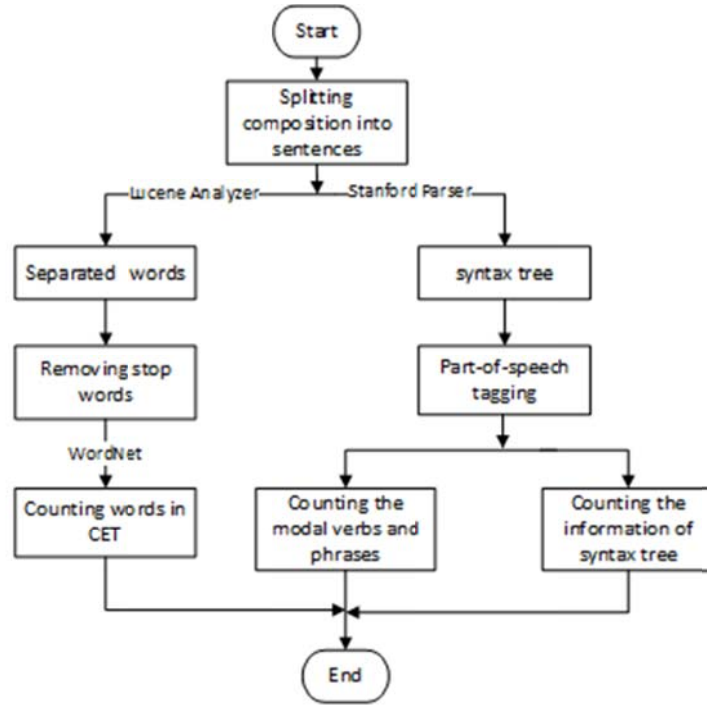 Start
Splitting
composition into
sentences
Lucene Analyzer
Stanford Parser
Separated words
syntax tree
Removing stop
words
Part-of-speech
tagging
WordNet
Counting words in
CET
Counting the
modal verbs and
phrases
Counting the
information of
syntax tree
End